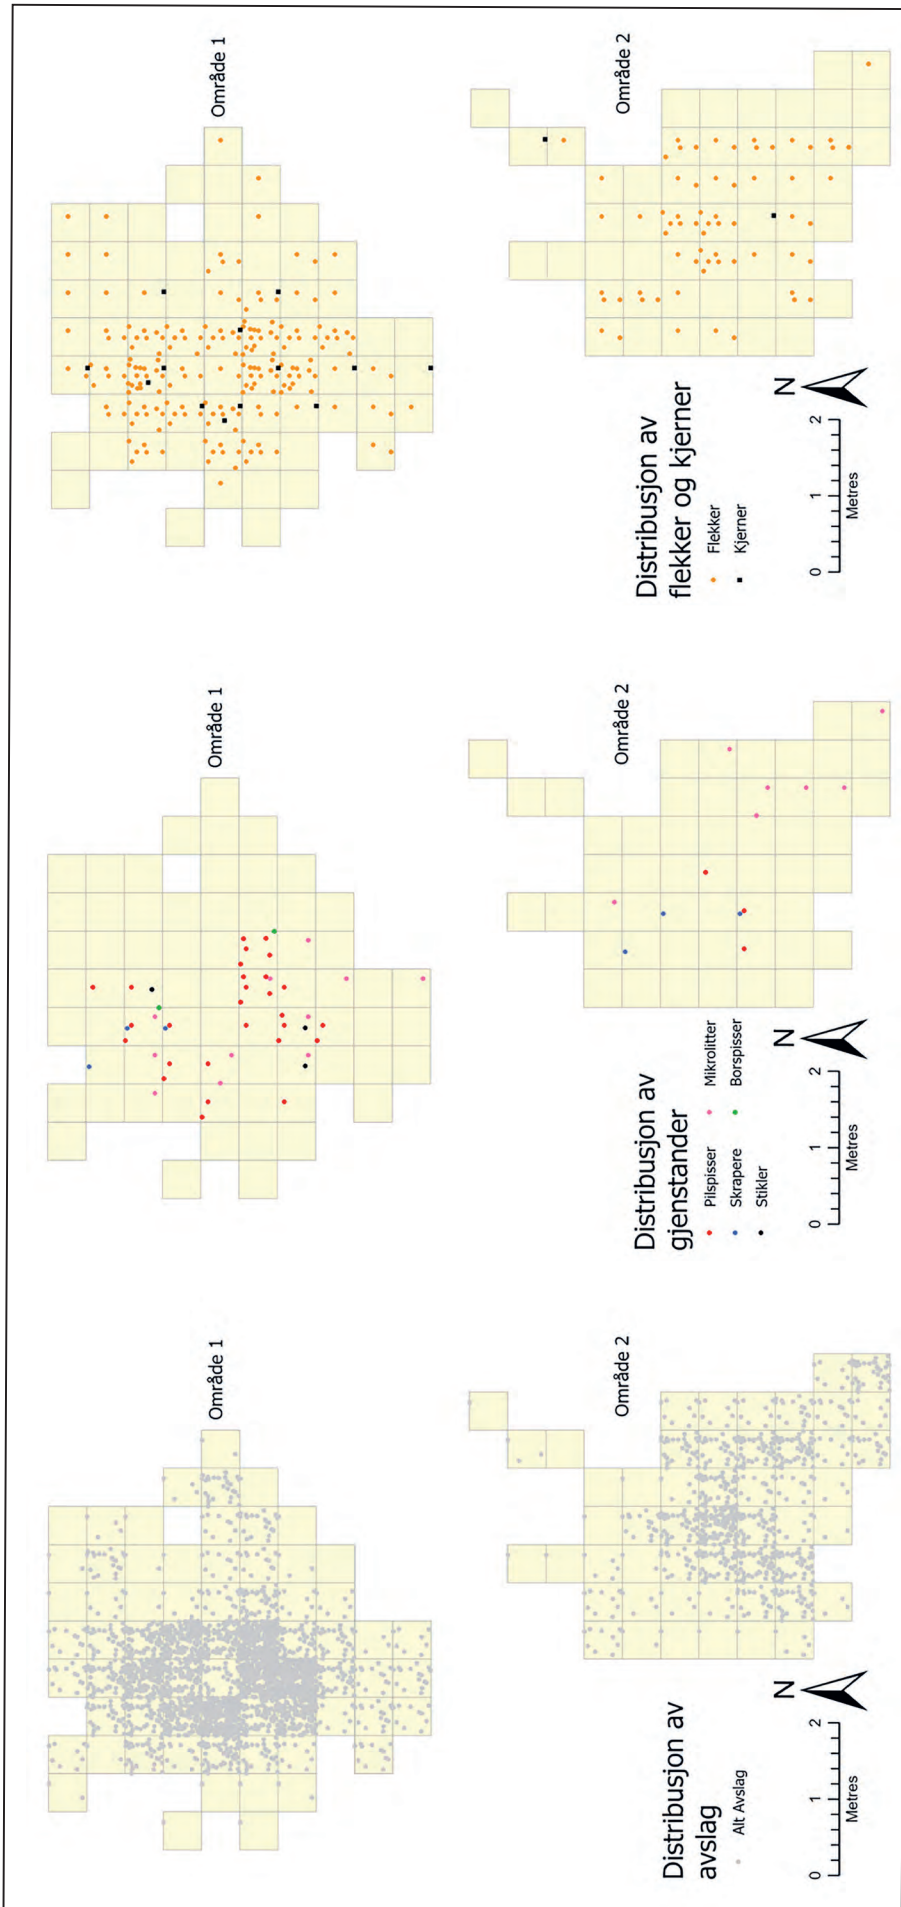 Distribusjon av
avslag
Alt Avslag
0 1 2
Metres
N
Område 1
Område 2
Distribusjon av
gjenstander
Pilspisser
Mikrolitter
Skrapere
Borspisser
Stikler
0 1 2
Metres
N
Område 1
Område 2
Distribusjon av
flekker og kjerner
Flekker
Kjerner
0 1 2
Metres
N
Område 1
Område 2